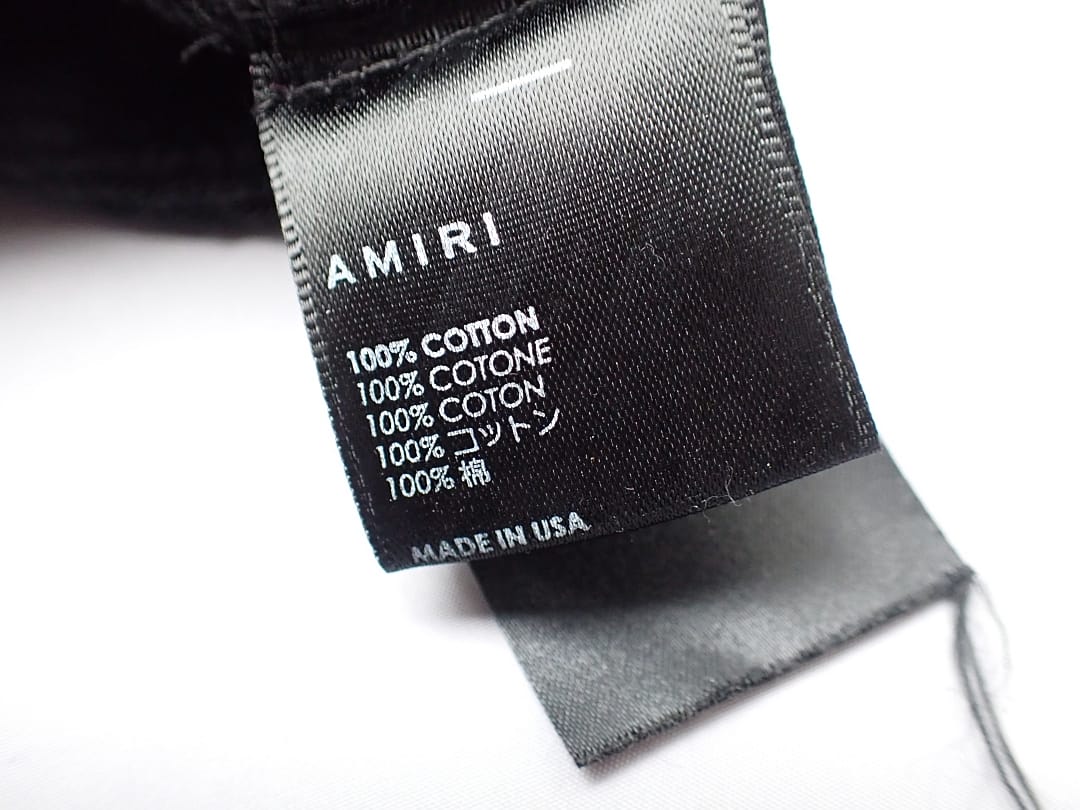 AMIRI
100% COTTON
100% COTONE
100% COTON
100% コットン
100% 棉
MADE IN USA